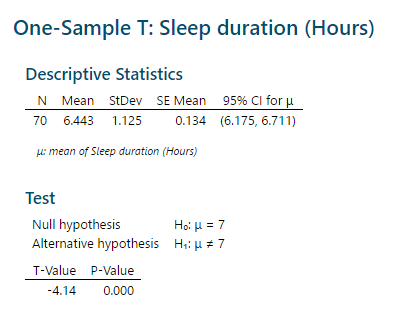 One-Sample T: Sleep duration (Hours)
Descriptive Statistics
N Mean StDev SE Mean 95% CI for μ
70 6.443 1.125 0.134 (6.175, 6.711)
μ: mean of Sleep duration (Hours)
Test
Null hypothesis H₀: μ = 7
Alternative hypothesis H₁: μ ≠ 7
T-Value P-Value
-4.14 0.000